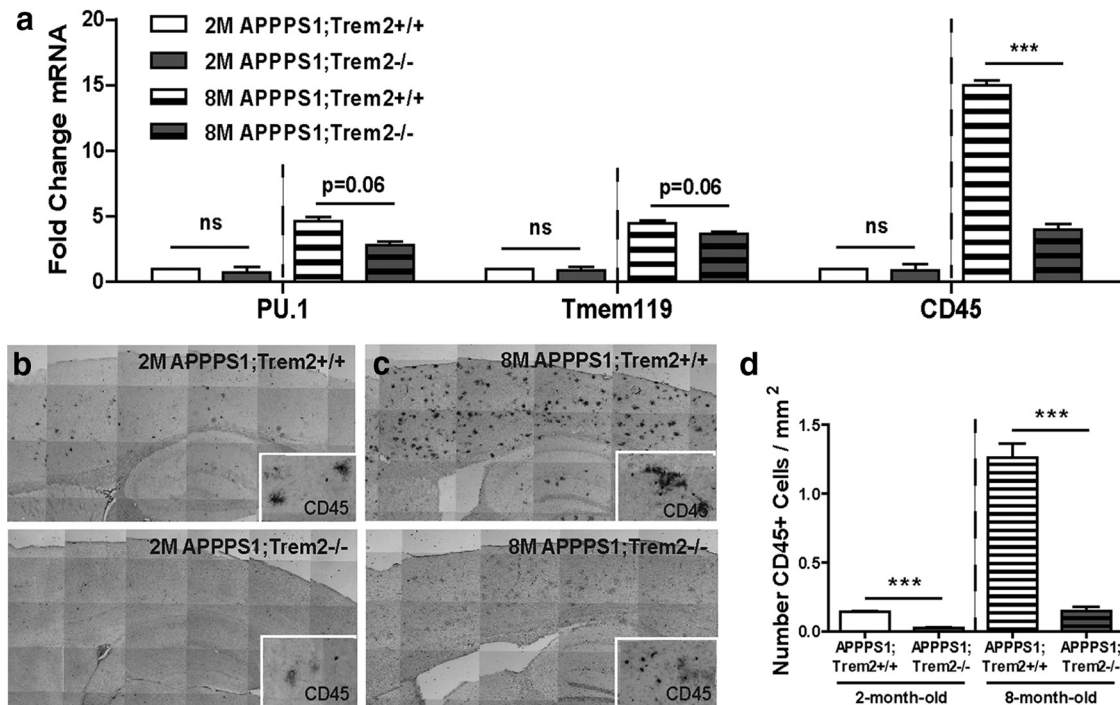 a
Fold Change mRNA
20
15
10
5
0
2M APPPS1;Trem2+/+
2M APPPS1;Trem2-/-
8M APPPS1;Trem2+/+
8M APPPS1;Trem2-/-
ns
p=0.06
ns
p=0.06
ns
***
PU.1
Tmem119
CD45
b
2M APPPS1;Trem2+/+
CD45
2M APPPS1;Trem2-/-
CD45
c
8M APPPS1;Trem2+/+
CD45
8M APPPS1;Trem2-/-
CD45
d
Number CD45+ Cells / mm²
1.5
1.0
0.5
0.0
***
***
APPPS1; APPPS1; APPPS1; APPPS1;
Trem2+/+ Trem2-/- Trem2+/+ Trem2-/-
2-month-old 8-month-old